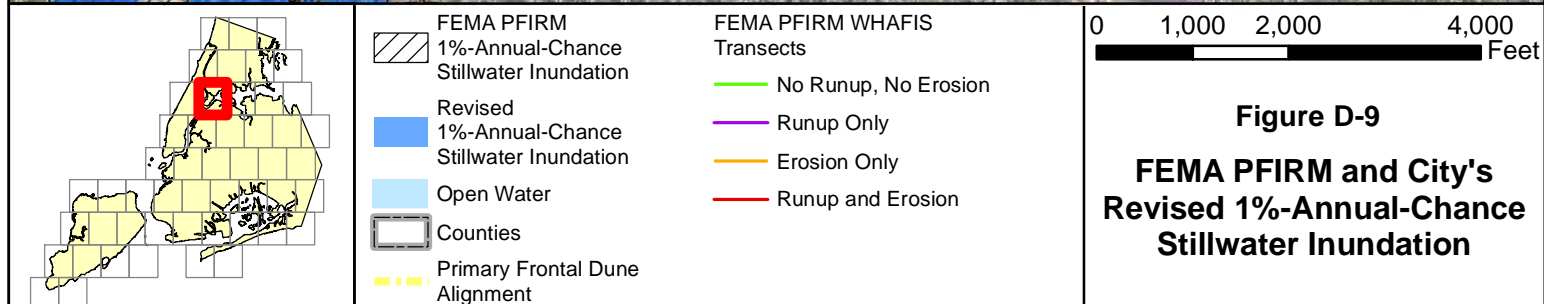 FEMA PFIRM
1%-Annual-Chance
Stillwater Inundation
Revised
1%-Annual-Chance
Stillwater Inundation
Open Water
Counties
Primary Frontal Dune
Alignment
FEMA PFIRM WHAFIS
Transects
No Runup, No Erosion
Runup Only
Erosion Only
Runup and Erosion
0 1,000 2,000 4,000
Feet
Figure D-9
FEMA PFIRM and City's
Revised 1%-Annual-Chance
Stillwater Inundation